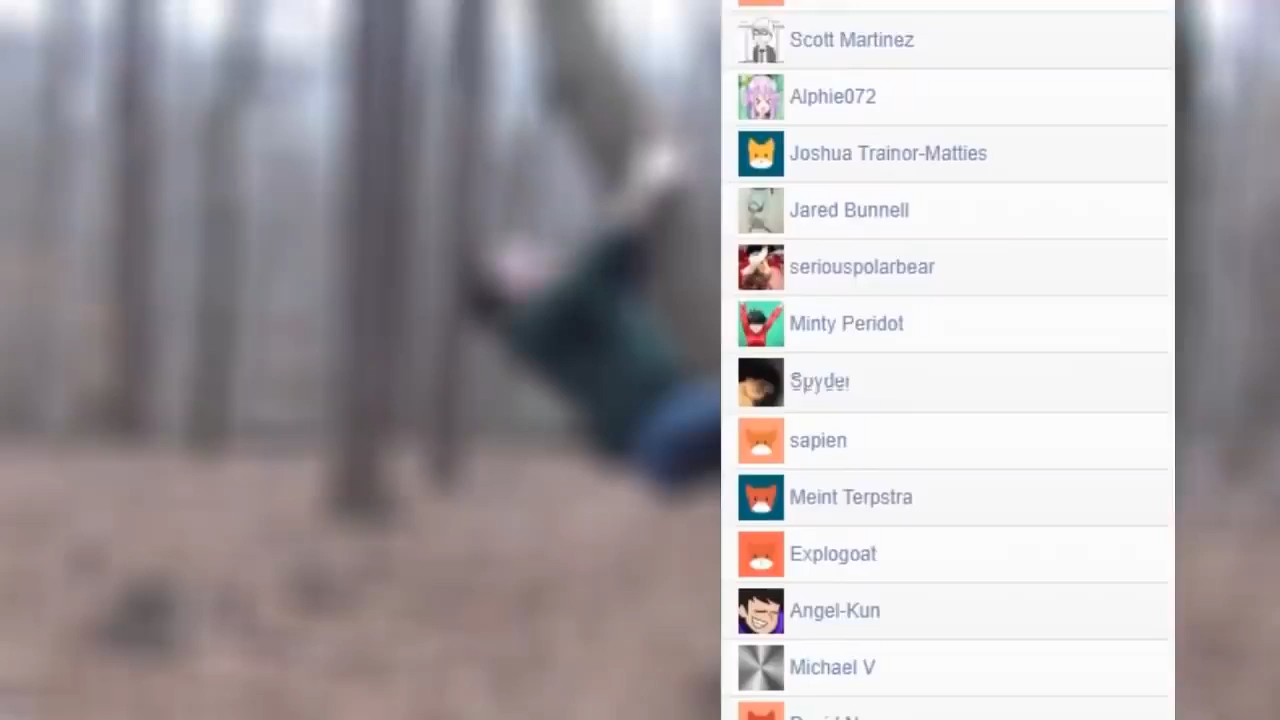 Scott Martinez
Alphie072
Joshua Trainor-Matties
Jared Bunnell
seriouspolarbear
Minty Peridot
Spyder
sapien
Meint Terpstra
Explogoat
Angel-Kun
Michael V